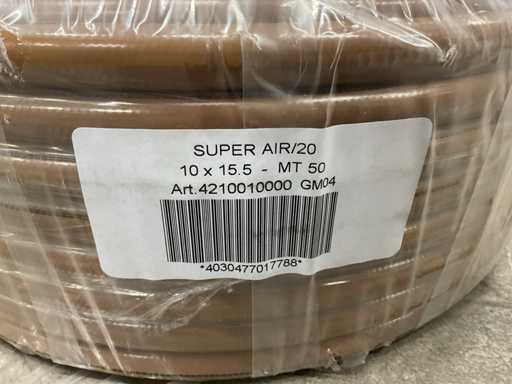 SUPER AIR/20
10 x 15.5 - MT 50
Art.4210010000 GM04
*4030477017788*